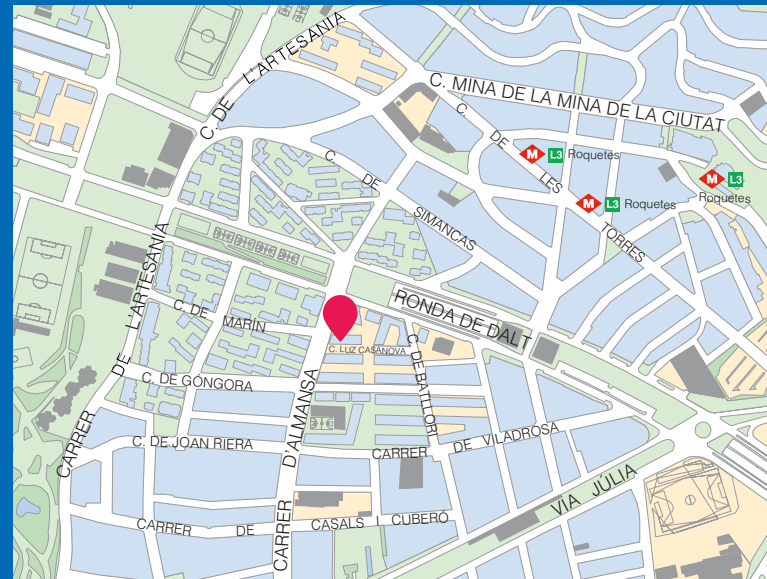 C. DE L'ARTESANIA
C. MINA DE LA MINA DE LA CIUTAT
C. DE LES TORRES
M L3 Roquetes
M L3
Roquetes
M L3 Roquetes
C. DE SIMANCAS
CARRER DE L'ARTESANIA
RONDA DE DALT
C. DE MARÍN
C. LUZ CASANOVA
C. DE BATLLORI
C. DE GÓNGORA
CARRER D'ALMANSA
C. DE JOAN RIERA
CARRER DE VILADROSA
VIA JÚLIA
CARRER DE CASALS I CUBERÓ